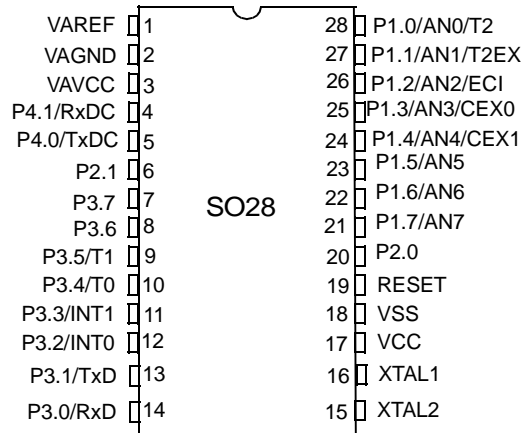 VAREF 1 28 P1.0/AN0/T2
VAGND 2 27 P1.1/AN1/T2EX
VAVCC 3 26 P1.2/AN2/ECI
P4.1/RxDC 4 25 P1.3/AN3/CEX0
P4.0/TxDC 5 24 P1.4/AN4/CEX1
P2.1 6 23 P1.5/AN5
P3.7 7 22 P1.6/AN6
SO28
P3.6 8 21 P1.7/AN7
P3.5/T1 9 20 P2.0
P3.4/T0 10 19 RESET
P3.3/INT1 11 18 VSS
P3.2/INT0 12 17 VCC
P3.1/TxD 13 16 XTAL1
P3.0/RxD 14 15 XTAL2